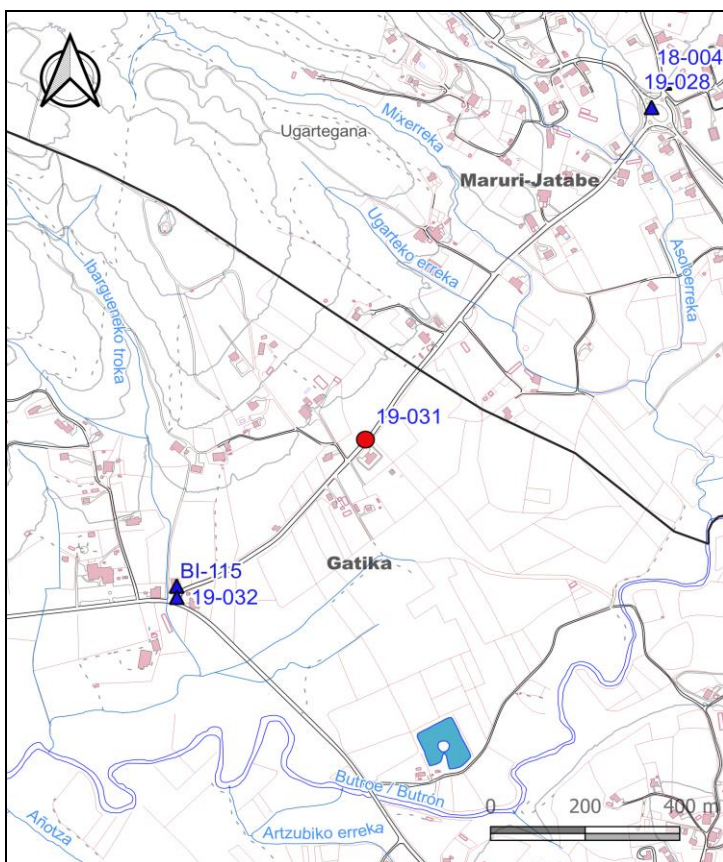 18-004
19-028
Mixerreka
Ugartegana
Maruri-Jatabe
Ugarteko erreka
Asoloerreka
Ibargueneko troka
19-031
Gatika
BI-115
19-032
Butroe / Butrón
0 200 400 m
Añotza
Artzubiko erreka